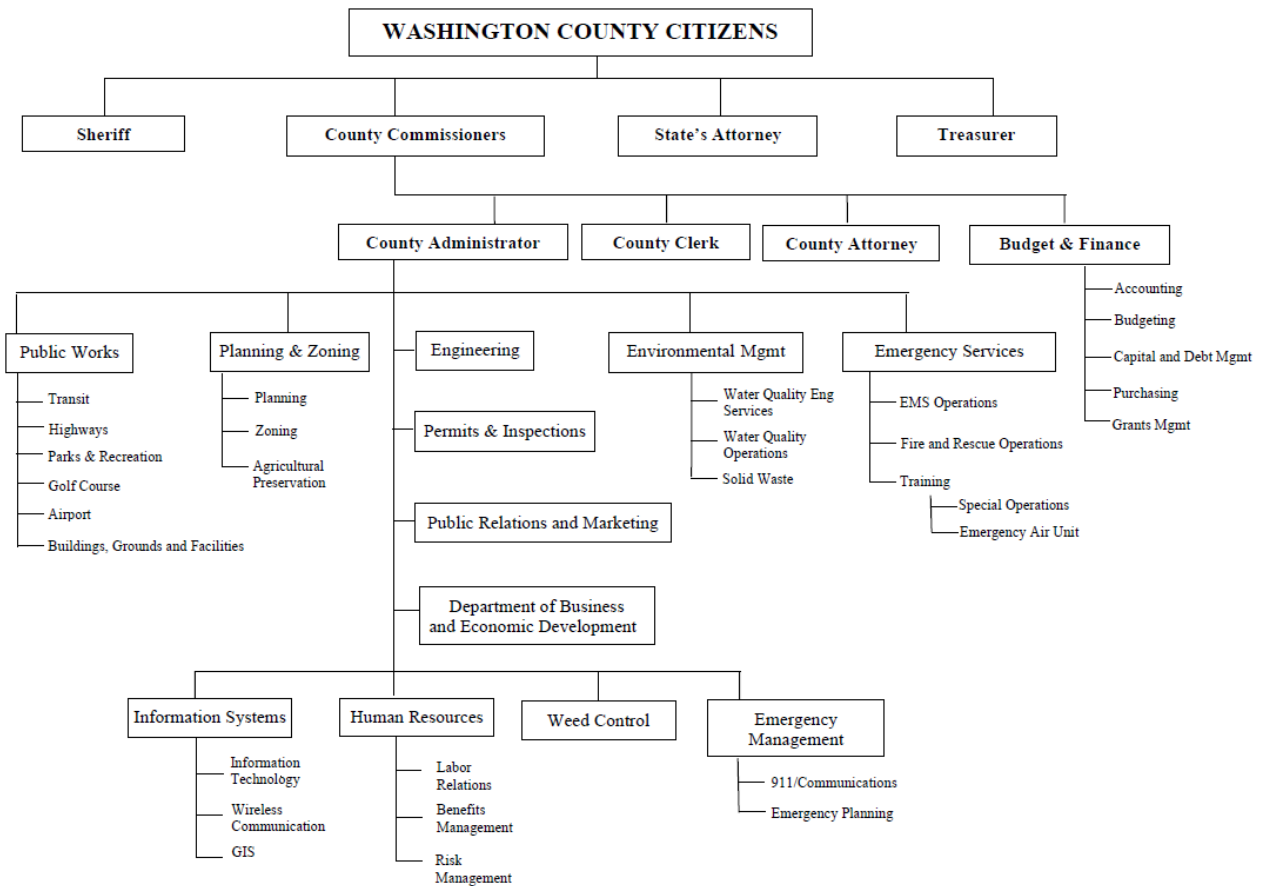 WASHINGTON COUNTY CITIZENS
Sheriff
County Commissioners
State’s Attorney
Treasurer
County Administrator
County Clerk
County Attorney
Budget & Finance
Accounting
Budgeting
Capital and Debt Mgmt
Purchasing
Grants Mgmt
Public Works
Transit
Highways
Parks & Recreation
Golf Course
Airport
Buildings, Grounds and Facilities
Planning & Zoning
Planning
Zoning
Agricultural
Preservation
Engineering
Permits & Inspections
Public Relations and Marketing
Department of Business
and Economic Development
Environmental Mgmt
Water Quality Eng
Services
Water Quality
Operations
Solid Waste
Emergency Services
EMS Operations
Fire and Rescue Operations
Training
Special Operations
Emergency Air Unit
Information Systems
Information
Technology
Wireless
Communication
GIS
Human Resources
Labor
Relations
Benefits
Management
Risk
Management
Weed Control
Emergency
Management
911/Communications
Emergency Planning